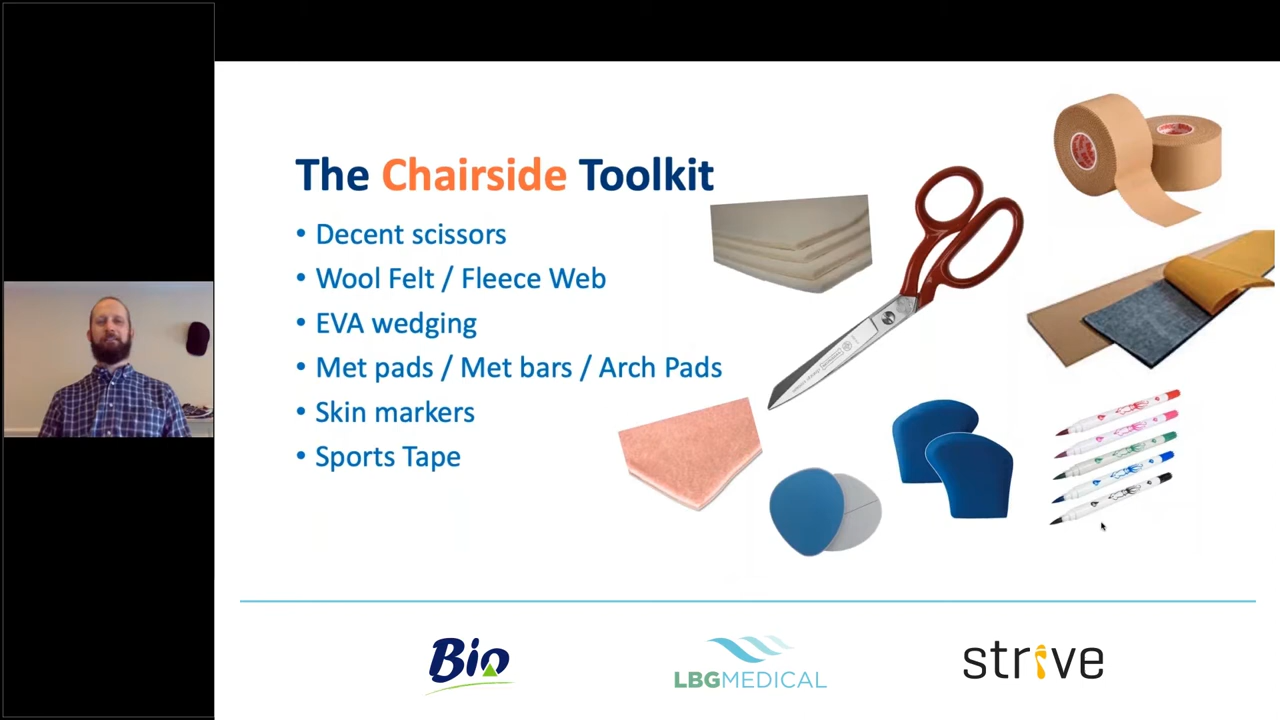 The Chairside Toolkit
• Decent scissors
• Wool Felt / Fleece Web
• EVA wedging
• Met pads / Met bars / Arch Pads
• Skin markers
• Sports Tape
Bio
LBGMEDICAL
strive